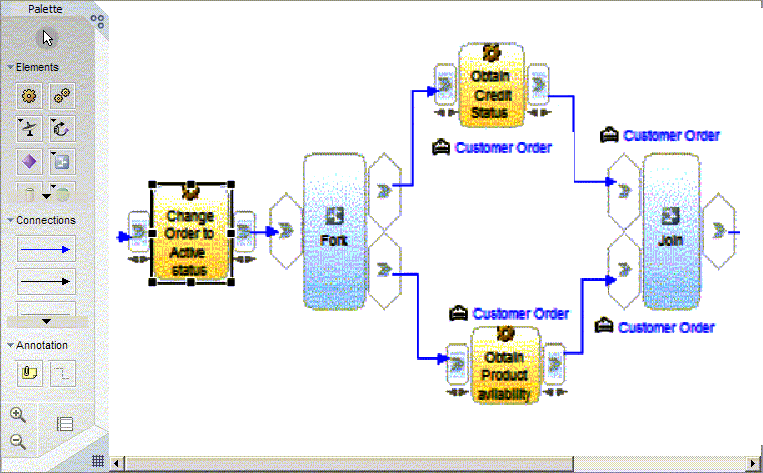 Palette
Elements
Connections
Annotation
Change
Order to
Active
status
Fork
Obtain
Credit
Status
Customer Order
Customer Order
Join
Customer Order
Customer Order
Obtain
Product
avilability